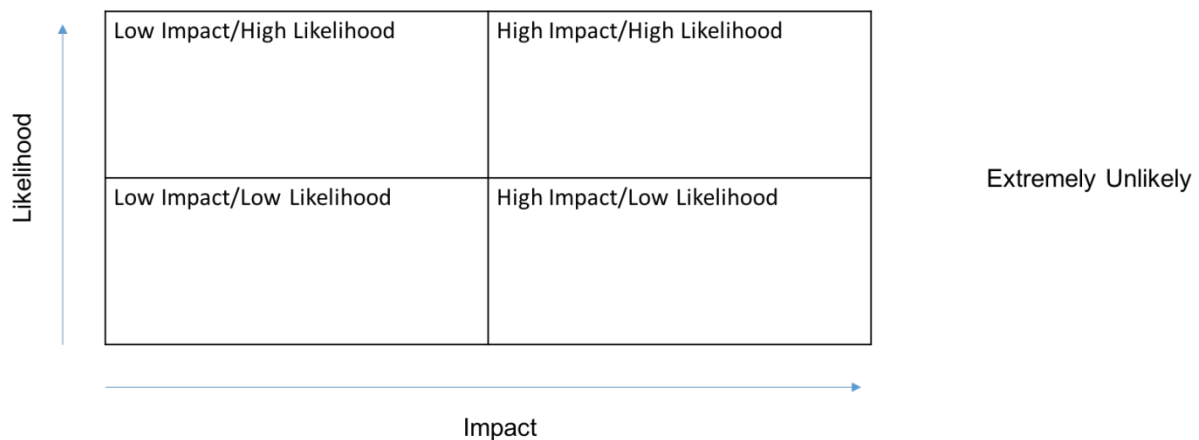 Low Impact/High Likelihood
High Impact/High Likelihood
Likelihood
Extremely Unlikely
Low Impact/Low Likelihood
High Impact/Low Likelihood
Impact